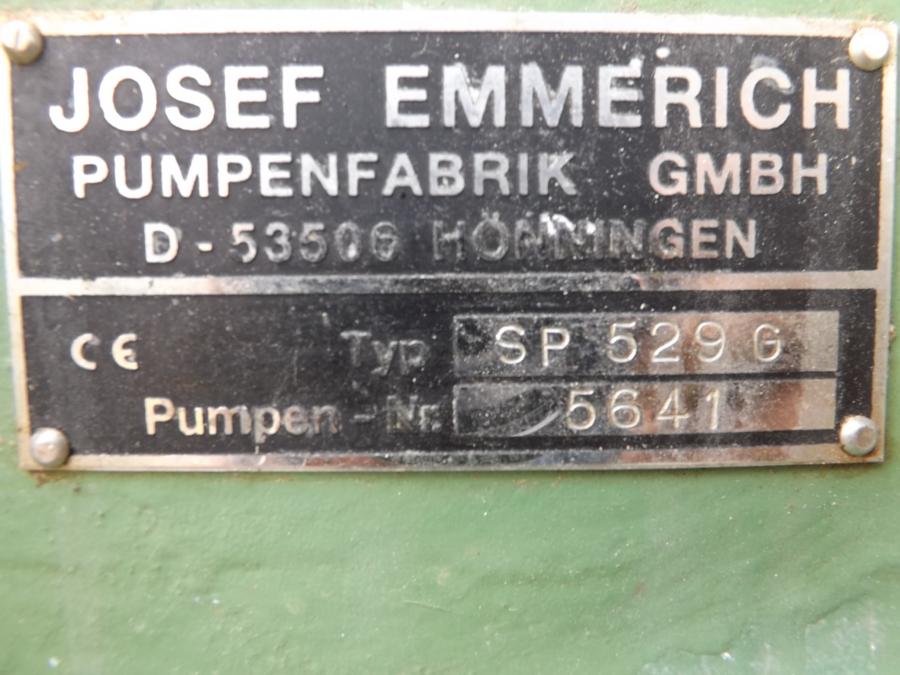 JOSEF EMMERICH
PUMPENFABRIK GMBH
D-53506 HÖNNINGEN
CE Typ SP 529 G
Pumpen-Nr. 5641